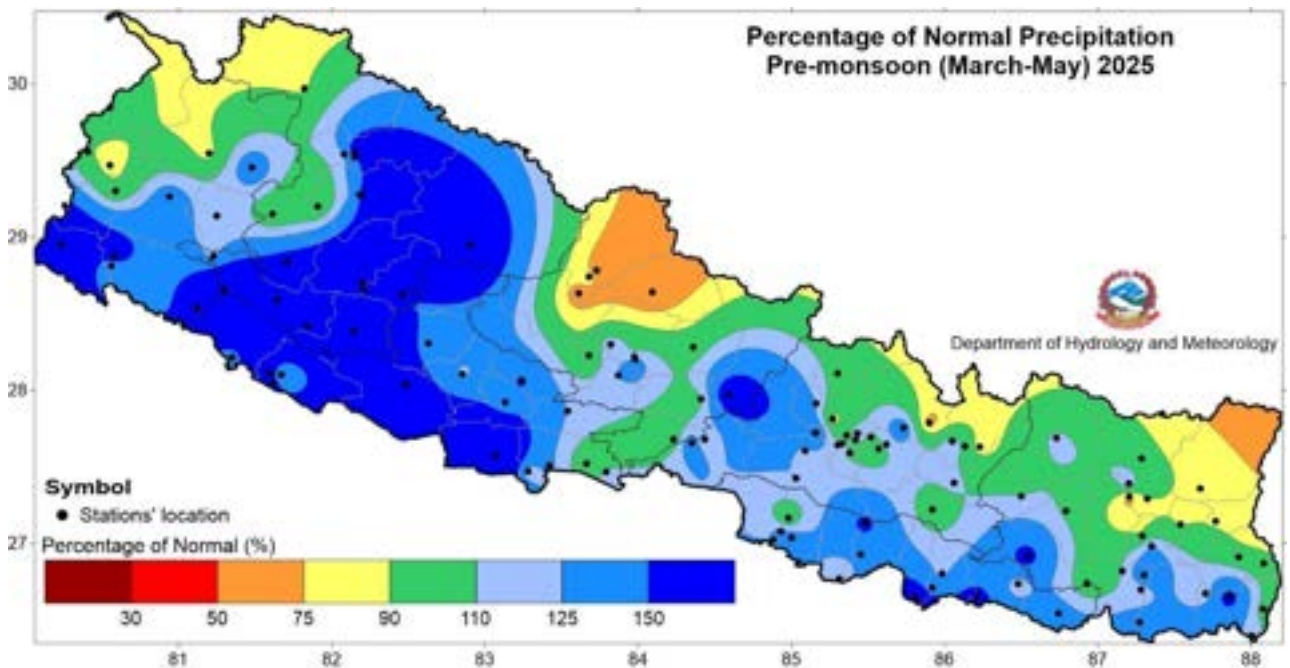 Percentage of Normal Precipitation
Pre-monsoon (March-May) 2025
30
29
28
27
Department of Hydrology and Meteorology
Symbol
Stations' location
Percentage of Normal (%)
30 50 75 90 110 125 150
81 82 83 84 85 86 87 88